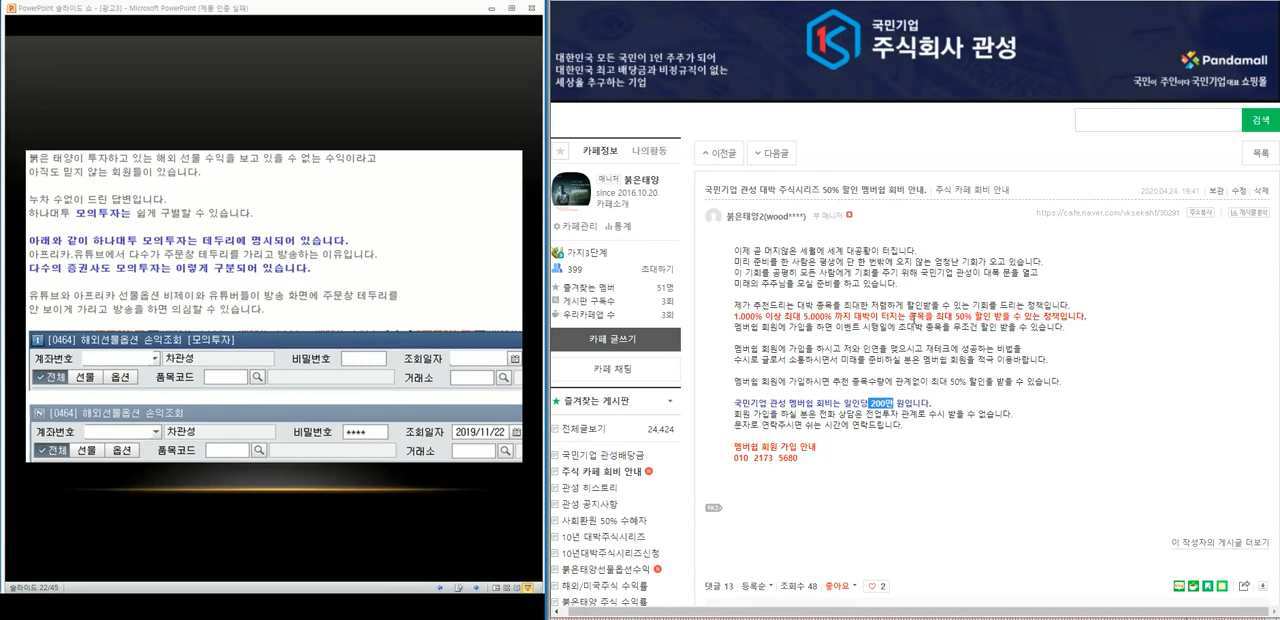 PowerPoint 슬라이드 쇼 - [광고3] - Microsoft PowerPoint (제품 인증 실패)
붉은 태양이 투자하고 있는 해외 선물 수익을 보고 있을 수 없는 수익이라고
아직도 믿지 않는 회원들이 있습니다.
누차 수없이 드린 답변입니다.
하나대투 모의투자는 쉽게 구별할 수 있습니다.
아래와 같이 하나대투 모의투자는 테두리에 명시되어 있습니다.
아프리카,유튜브에서 다수가 주문창 테두리를 가리고 방송하는 이유입니다.
다수의 증권사도 모의투자는 이렇게 구분되어 있습니다.
유튜브와 아프리카 선물옵션 비제이와 유튜버들이 방송 화면에 주문창 테두리를
안 보이게 가리고 방송을 하면 의심할 수 있습니다.
[0464] 해외선물옵션 손익조회 [모의투자]
계좌번호 차관성 비밀번호 조회일자
전체 선물 옵션 품목코드 거래소
[0464] 해외선물옵션 손익조회
계좌번호 차관성 비밀번호 **** 조회일자 2019/11/22
전체 선물 옵션 품목코드 거래소
슬라이드 22/45
국민기업
주식회사 관성
대한민국 모든 국민이 1인 주주가 되어
대한민국 최고 배당금과 비정규직이 없는
세상을 추구하는 기업
Pandamall
국민이 주인이다 국민기업대표 쇼핑몰
검색
카페정보 나의활동
매니저 붉은태양
since 2016.10.20.
카페소개
카페관리 통계
가지3단계
399 초대하기
즐겨찾는 멤버 51명
게시판 구독수 3회
우리카페앱 수 3회
카페 글쓰기
카페 채팅
즐겨찾는 게시판
전체글보기 24,424
국민기업 관성배당금
주식 카페 회비 안내
관성 히스토리
관성 공지사항
사회환원 50% 수혜자
10년 대박주식시리즈
10년대박주식시리즈신청
붉은태양선물옵션수익
해외/미국주식 수익률
붉은태양 주식 수익률
이전글 다음글 목록
국민기업 관성 대박 주식시리즈 50% 할인 멤버쉽 회비 안내. 주식 카페 회비 안내 2020.04.24. 19:41 보관 수정 삭제
붉은태양2(wood****) 부매니저 https://cafe.naver.com/vksekahf/30291 주소복사 게시글 분석
이제 곧 머지않은 세월에 세계 대공황이 터집니다.
미리 준비를 한 사람은 평생에 단 한 번밖에 오지 않는 엄청난 기회가 오고 있습니다.
이 기회를 공평히 모든 사람에게 기회를 주기 위해 국민기업 관성이 대폭 문을 열고
미래의 주주님을 모실 준비를 하고 있습니다.
제가 추천드리는 대박 종목을 최대한 저렴하게 할인받을 수 있는 기회를 드리는 정책입니다.
1.000% 이상 최대 5.000% 까지 대박이 터지는 종목을 최대 50% 할인 받을 수 있는 정책입니다.
멤버쉽 회원에 가입을 하면 이벤트 시행일에 초대박 종목을 무조건 할인 받을 수 있습니다.
멤버쉽 회원에 가입을 하시고 저와 인연을 맺으시고 재테크에 성공하는 비법을
수시로 글로서 소통하시면서 미래를 준비하실 분은 멤버쉽 회원을 적극 이용바랍니다.
멤버쉽 회원에 가입하시면 추천 종목수량에 관계없이 최대 50% 할인을 받을 수 있습니다.
국민기업 관성 멤버쉽 회비는 일인당 200만 원입니다.
회원 가입을 하실 분은 전화 상담은 전업투자 관계로 수시 받을 수 없습니다.
문자로 연락주시면 쉬는 시간에 연락드립니다.
멤버쉽 회원 가입 안내
010 2173 5680
태그
이 작성자의 게시글 더보기
댓글 13 등록순 조회수 48 좋아요 2